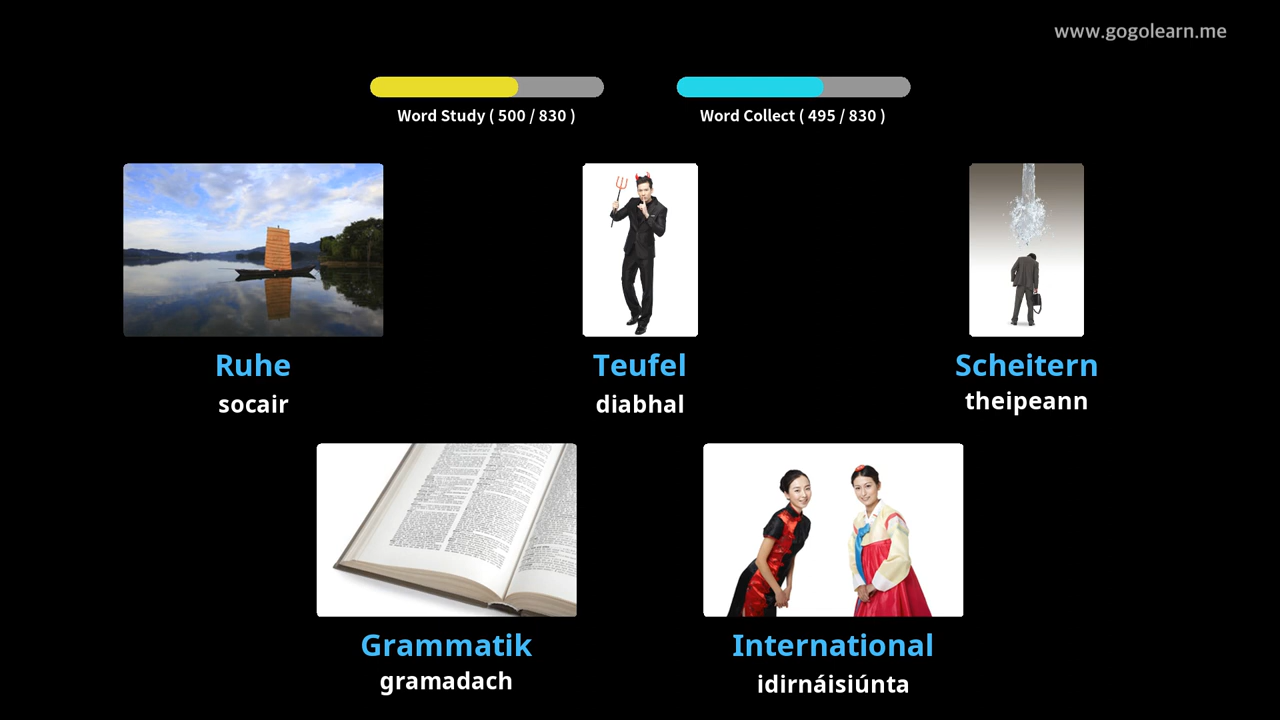 www.gogolearn.me
Word Study ( 500 / 830 )
Word Collect ( 495 / 830 )
Ruhe
socair
Teufel
diabhal
Scheitern
theipeann
Grammatik
gramadach
International
idirnáisiúnta